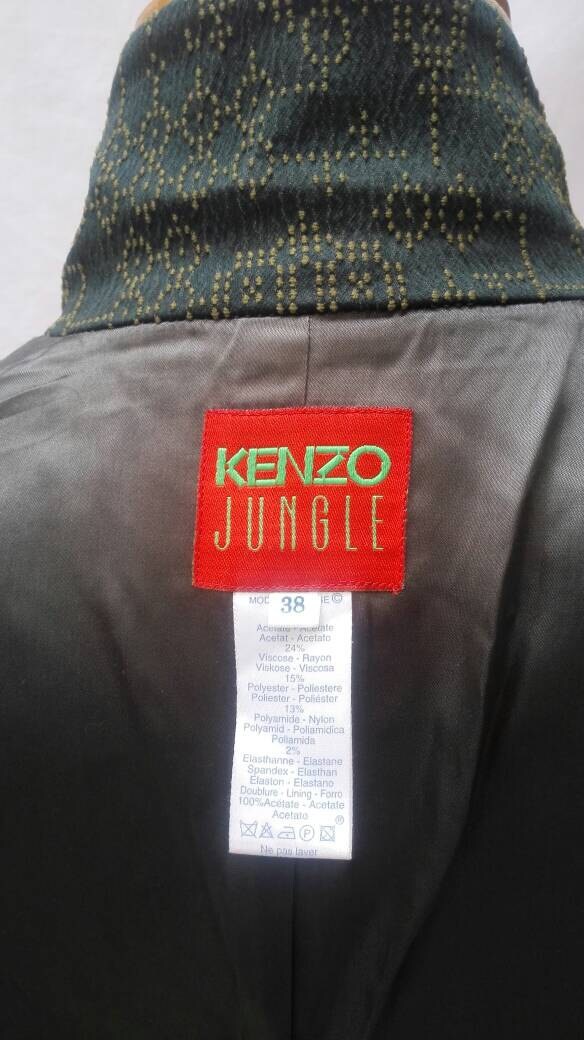 KENZO
JUNGLE
MOD E ©
38
Acetate - Acetate
Acetat - Acetato
24%
Viscose - Rayon
Viskose - Viscosa
15%
Polyester - Poliestere
Poliester - Poliéster
13%
Polyamide - Nylon
Polyamid - Poliamidica
Poliamida
2%
Elasthanne - Elastane
Spandex - Elasthan
Elaston - Elastano
Doublure - Lining - Forro
100%Acétate - Acetate
Acetato
®
P
Ne pas laver